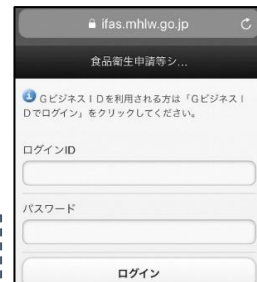 ifas.mhlw.go.jp
食品衛生申請等シ...
GビジネスIDを利用される方は「GビジネスI
Dでログイン」をクリックしてください。
ログインID
パスワード
ログイン